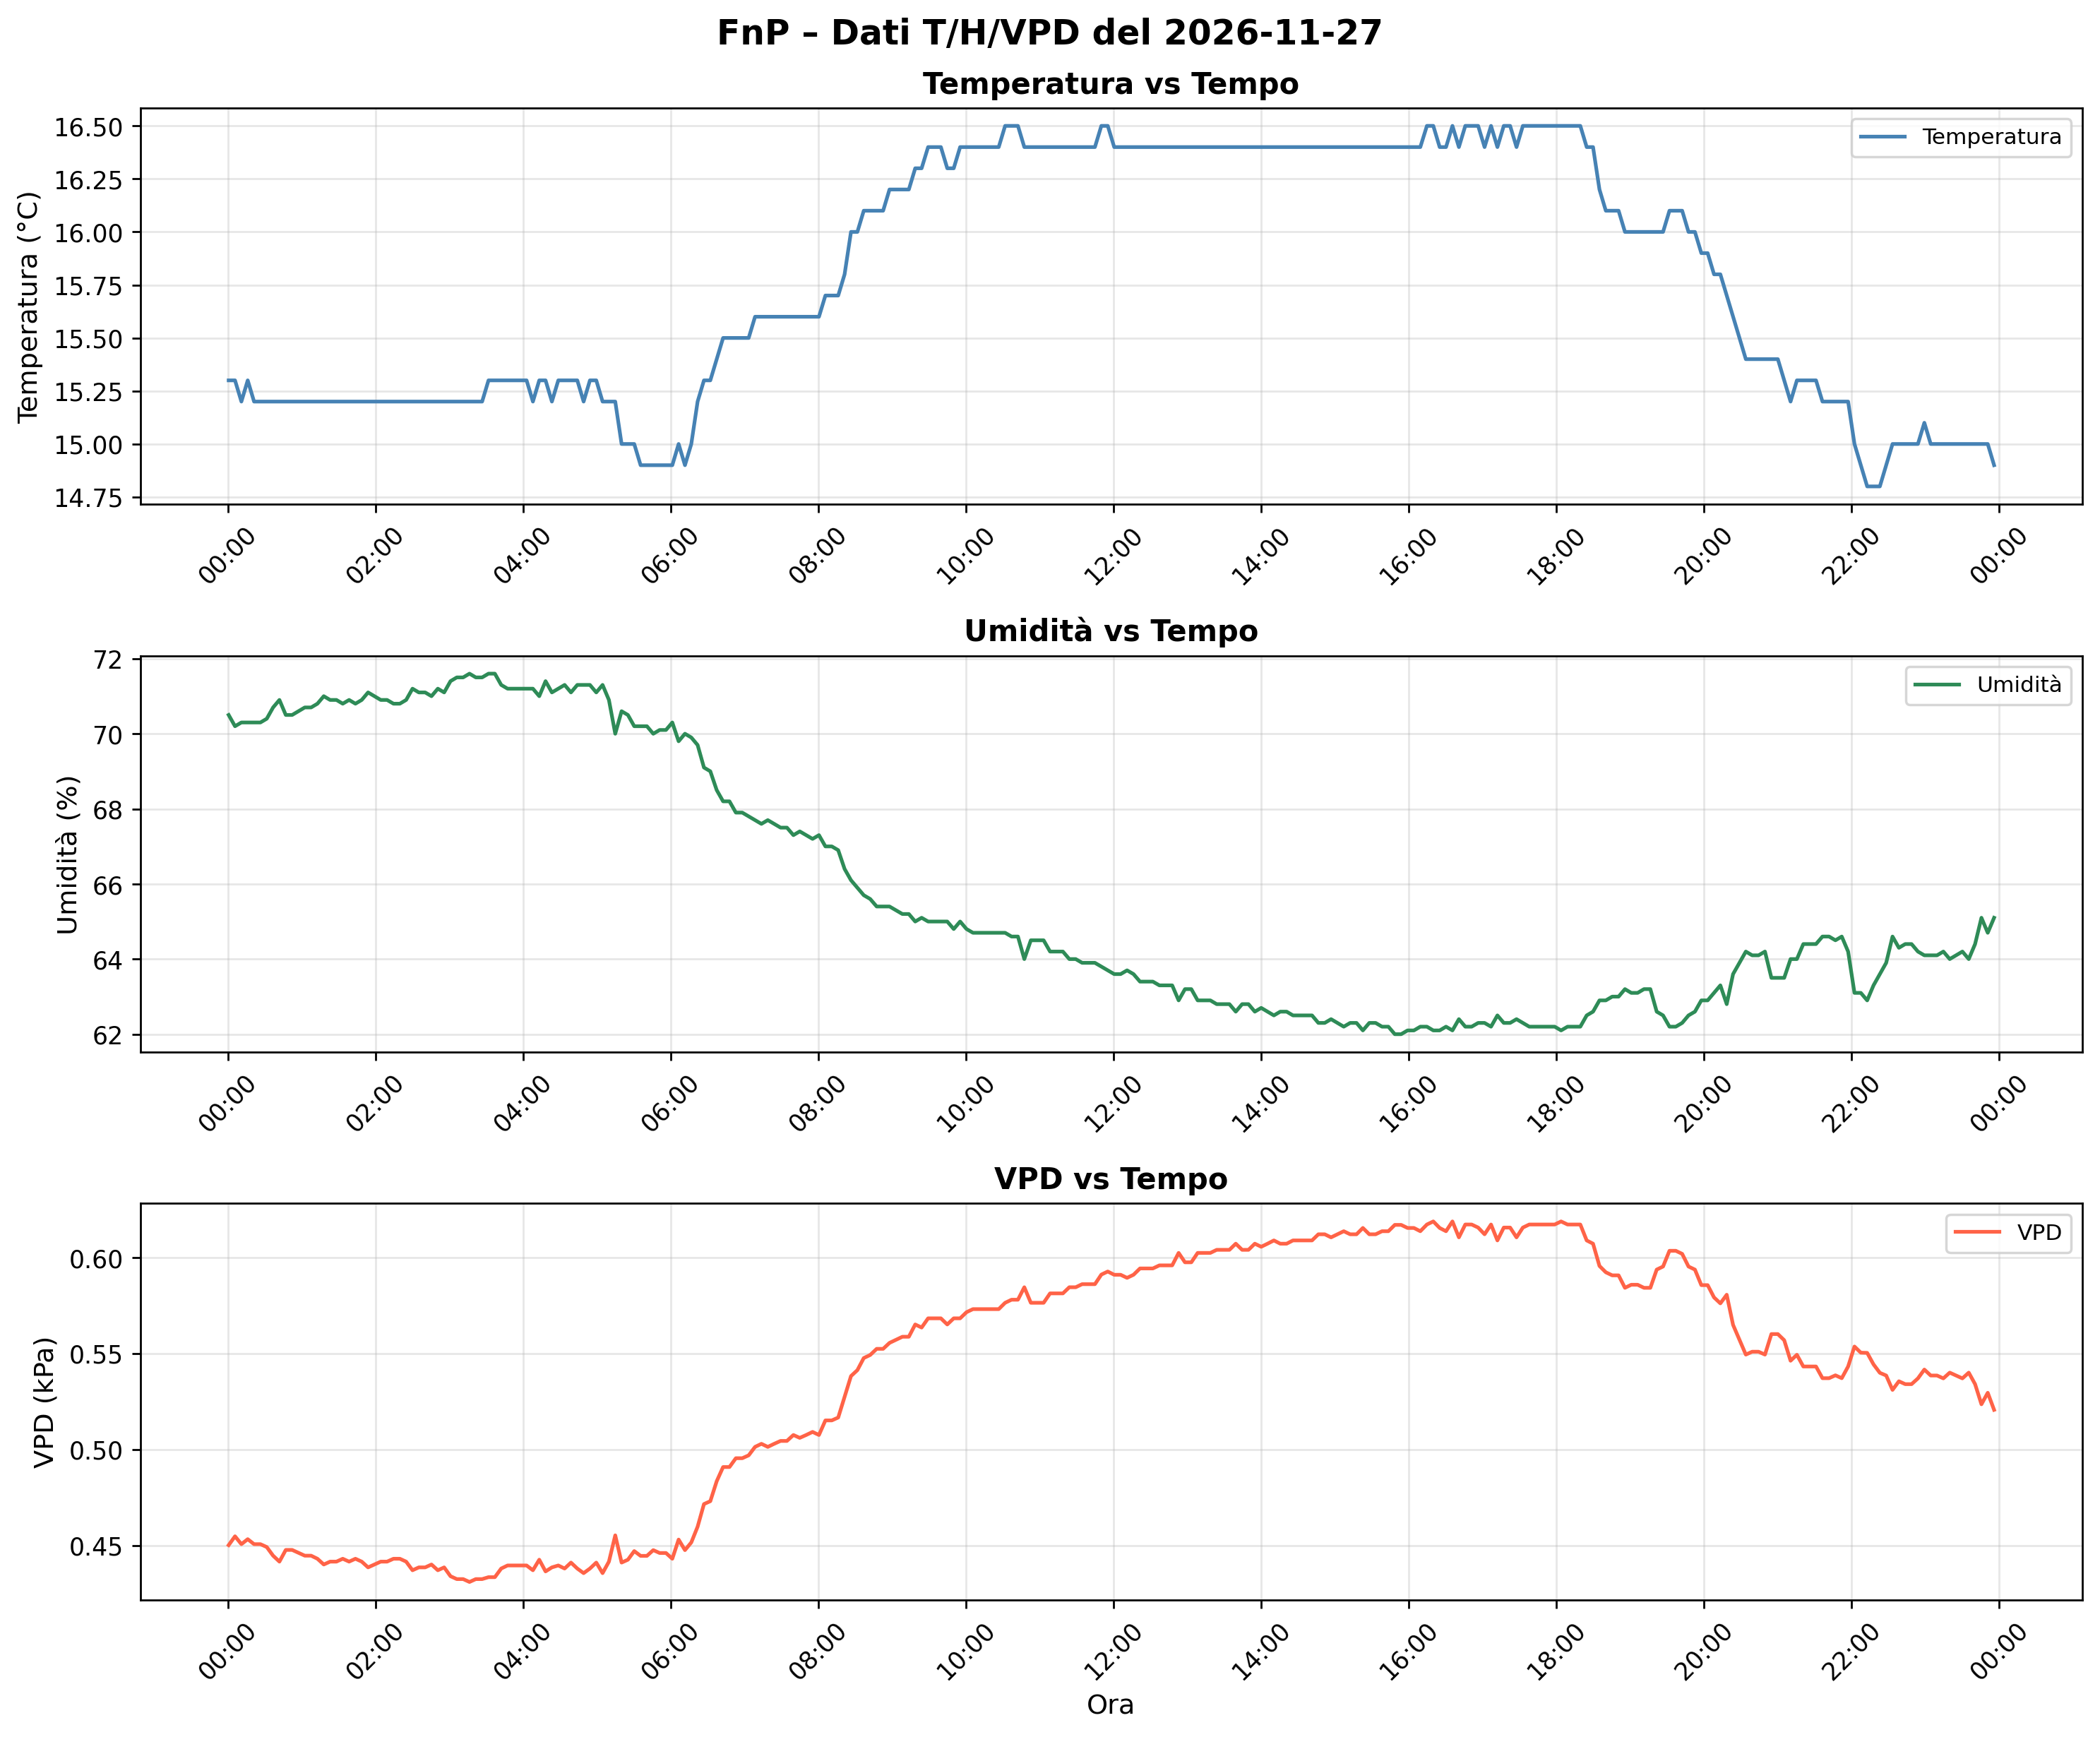 FnP – Dati T/H/VPD del 2026-11-27
Temperatura vs Tempo
Temperatura (°C)
16.50
16.25
16.00
15.75
15.50
15.25
15.00
14.75
Temperatura
00:00 02:00 04:00 06:00 08:00 10:00 12:00 14:00 16:00 18:00 20:00 22:00 00:00
Umidità vs Tempo
Umidità (%)
72
70
68
66
64
62
Umidità
00:00 02:00 04:00 06:00 08:00 10:00 12:00 14:00 16:00 18:00 20:00 22:00 00:00
VPD vs Tempo
VPD (kPa)
0.60
0.55
0.50
0.45
VPD
00:00 02:00 04:00 06:00 08:00 10:00 12:00 14:00 16:00 18:00 20:00 22:00 00:00
Ora